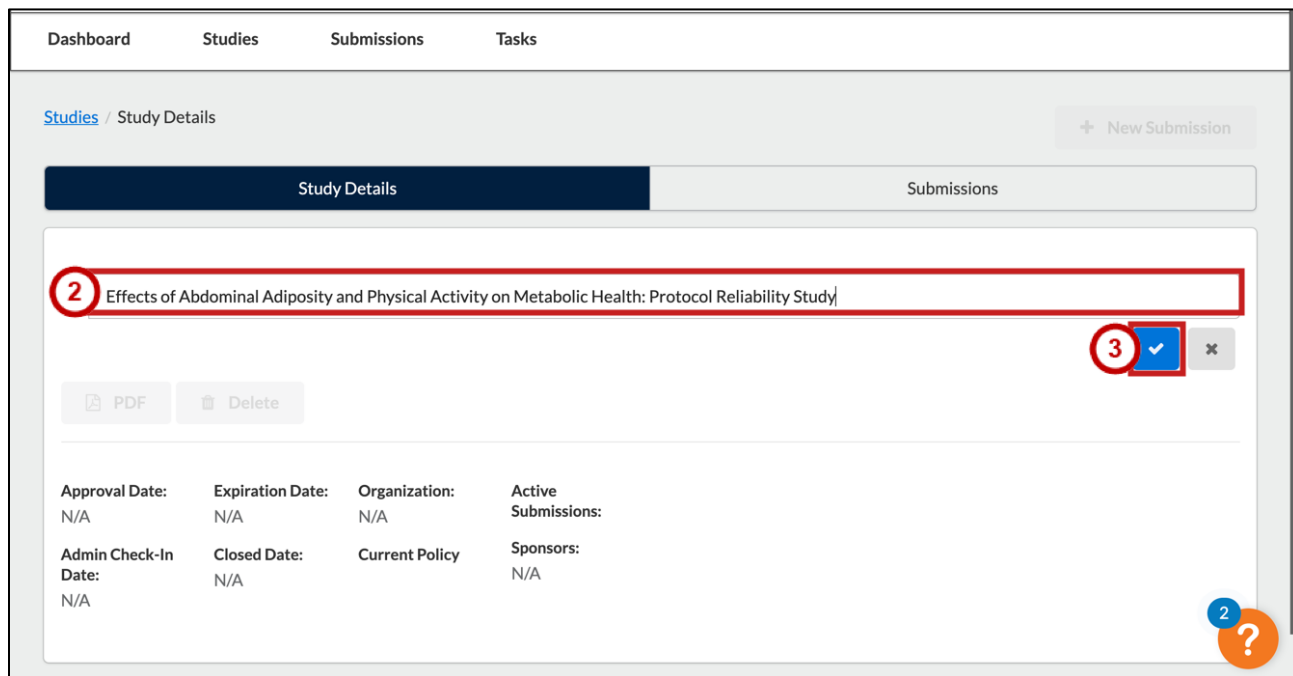 Dashboard Studies Submissions Tasks
Studies / Study Details
+ New Submission
Study Details Submissions
2 Effects of Abdominal Adiposity and Physical Activity on Metabolic Health: Protocol Reliability Study
3
PDF Delete
Approval Date: Expiration Date: Organization: Active
Submissions:
N/A N/A N/A
Admin Check-In Closed Date: Current Policy Sponsors:
Date: N/A N/A
N/A
2
?